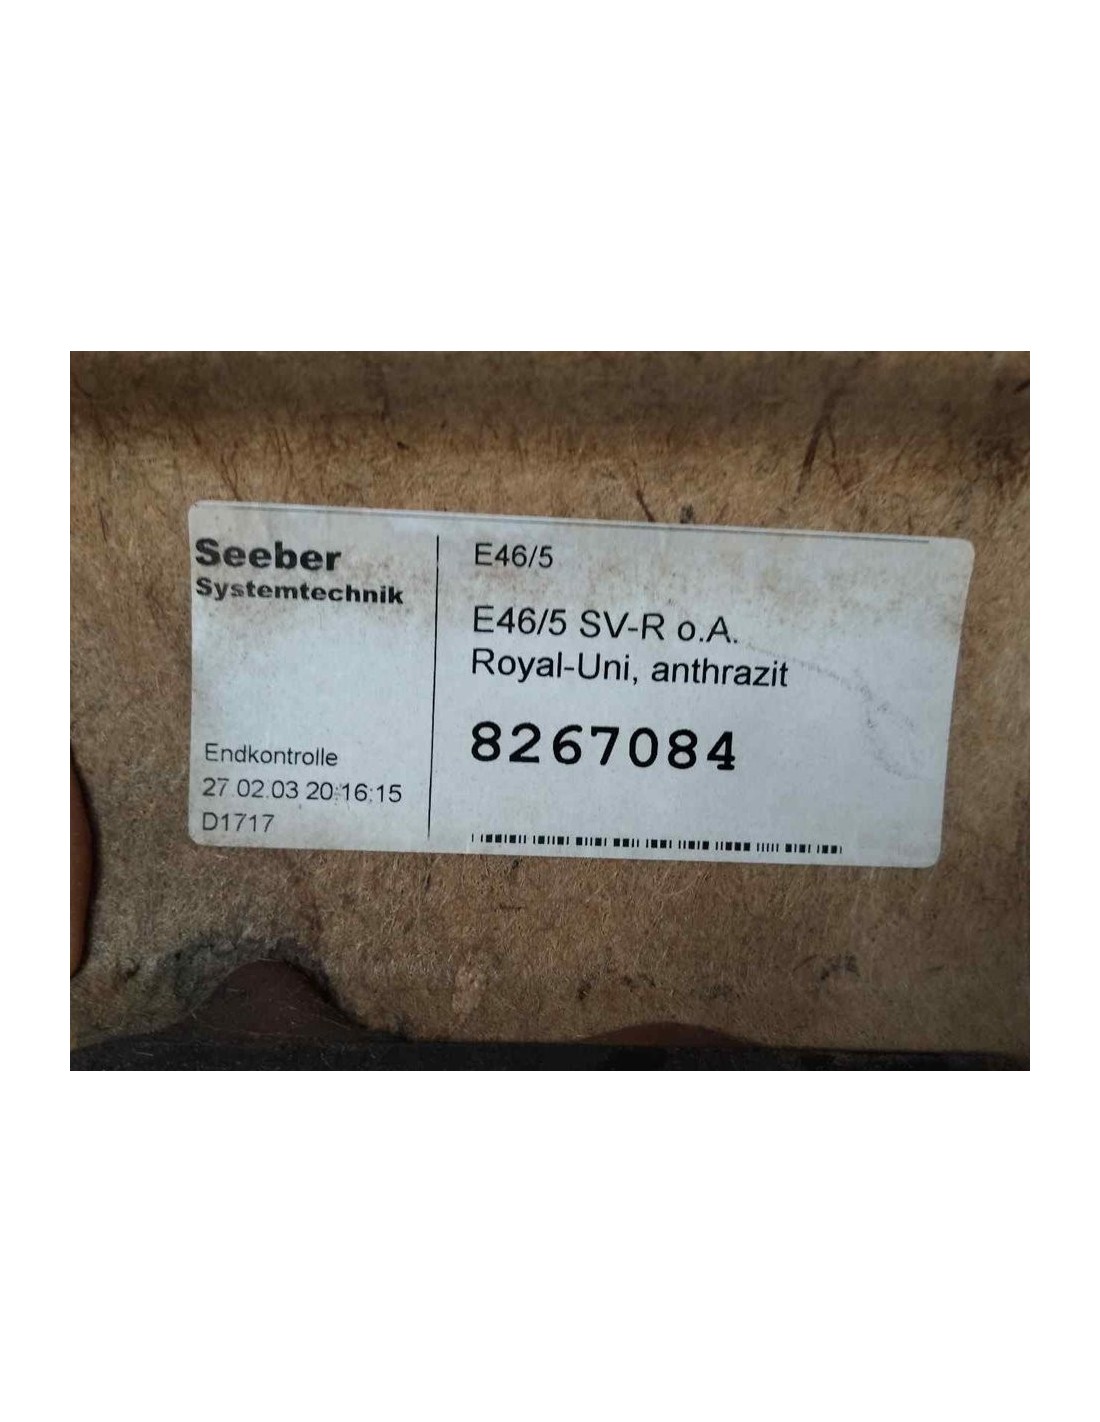 Seeber
Systemtechnik
Endkontrolle
27.02.03 20:16:15
D1717
E46/5
E46/5 SV-R o.A.
Royal-Uni, anthrazit
8267084